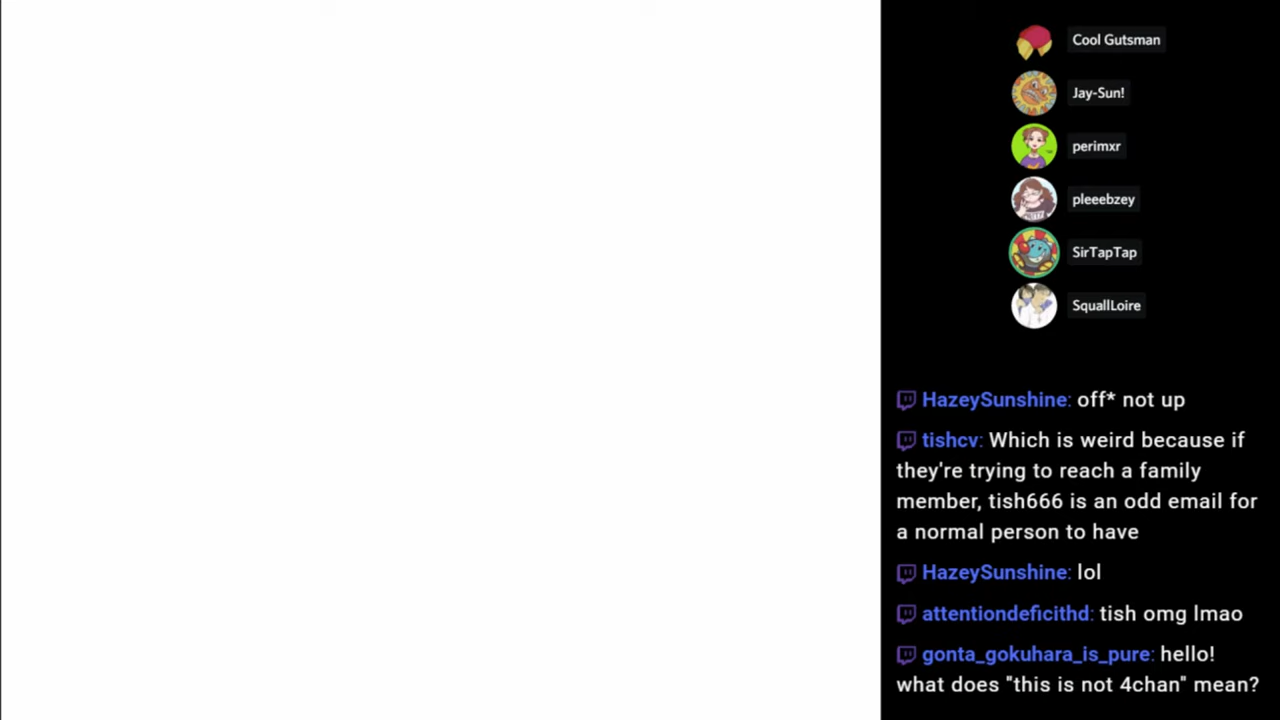 Cool Gutsman
Jay-Sun!
perimxr
pleeebzey
SirTapTap
SquallLoire
HazeySunshine: off* not up
tishcv: Which is weird because if
they're trying to reach a family
member, tish666 is an odd email for
a normal person to have
HazeySunshine: lol
attentiondeficithd: tish omg lmao
gonta_gokuhara_is_pure: hello!
what does "this is not 4chan" mean?